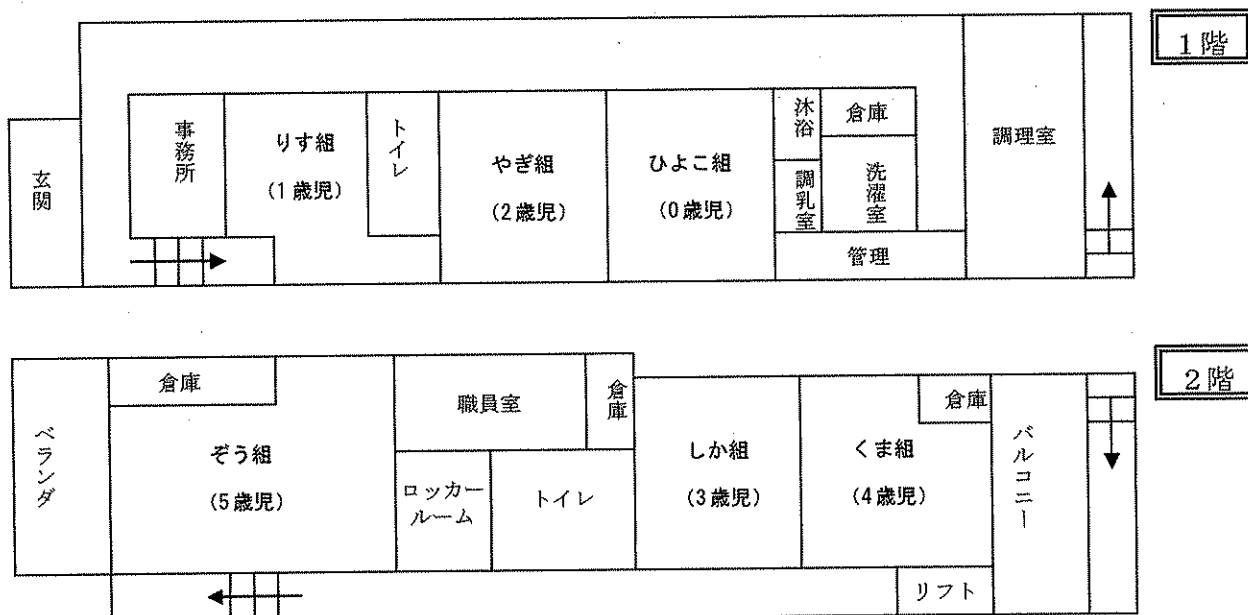 1階
玄関
事務所
りす組
(1歳児)
トイレ
やぎ組
(2歳児)
ひよこ組
(0歳児)
沐浴
調乳室
倉庫
洗濯室
管理
調理室
2階
ベランダ
倉庫
ぞう組
(5歳児)
職員室
倉庫
ロッカー
ルーム
トイレ
しか組
(3歳児)
くま組
(4歳児)
倉庫
バルコニー
リフト